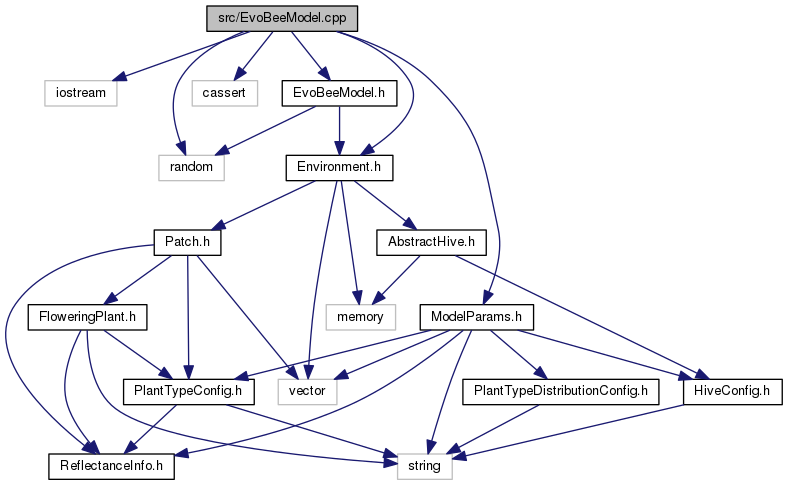 src/EvoBeeModel.cpp
iostream
cassert
EvoBeeModel.h
random
Environment.h
Patch.h
AbstractHive.h
FloweringPlant.h
memory
ModelParams.h
PlantTypeConfig.h
vector
PlantTypeDistributionConfig.h
HiveConfig.h
ReflectanceInfo.h
string